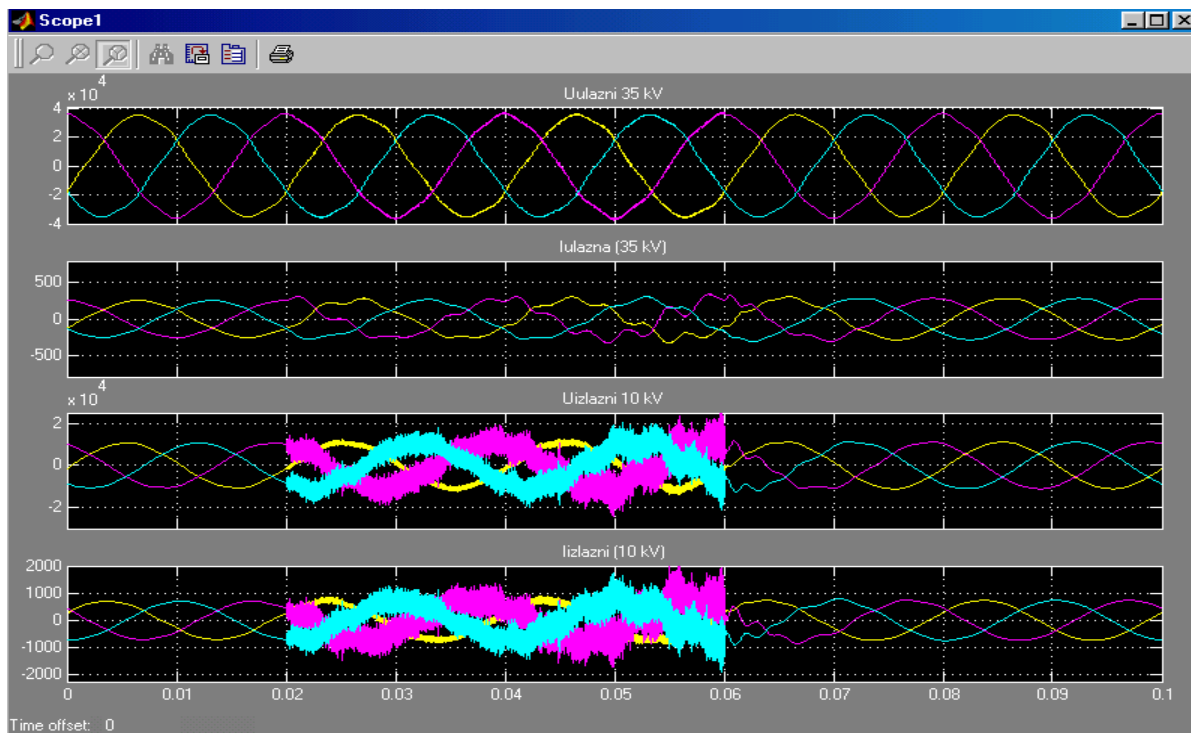 Scope1
x 10 4
Uulazni 35 kV
4
2
0
-2
-4
Iulazna (35 kV)
500
0
-500
x 10 4
Uizlazni 10 kV
2
0
-2
Iizlazni (10 kV)
2000
1000
0
-1000
-2000
0 0.01 0.02 0.03 0.04 0.05 0.06 0.07 0.08 0.09 0.1
Time offset: 0